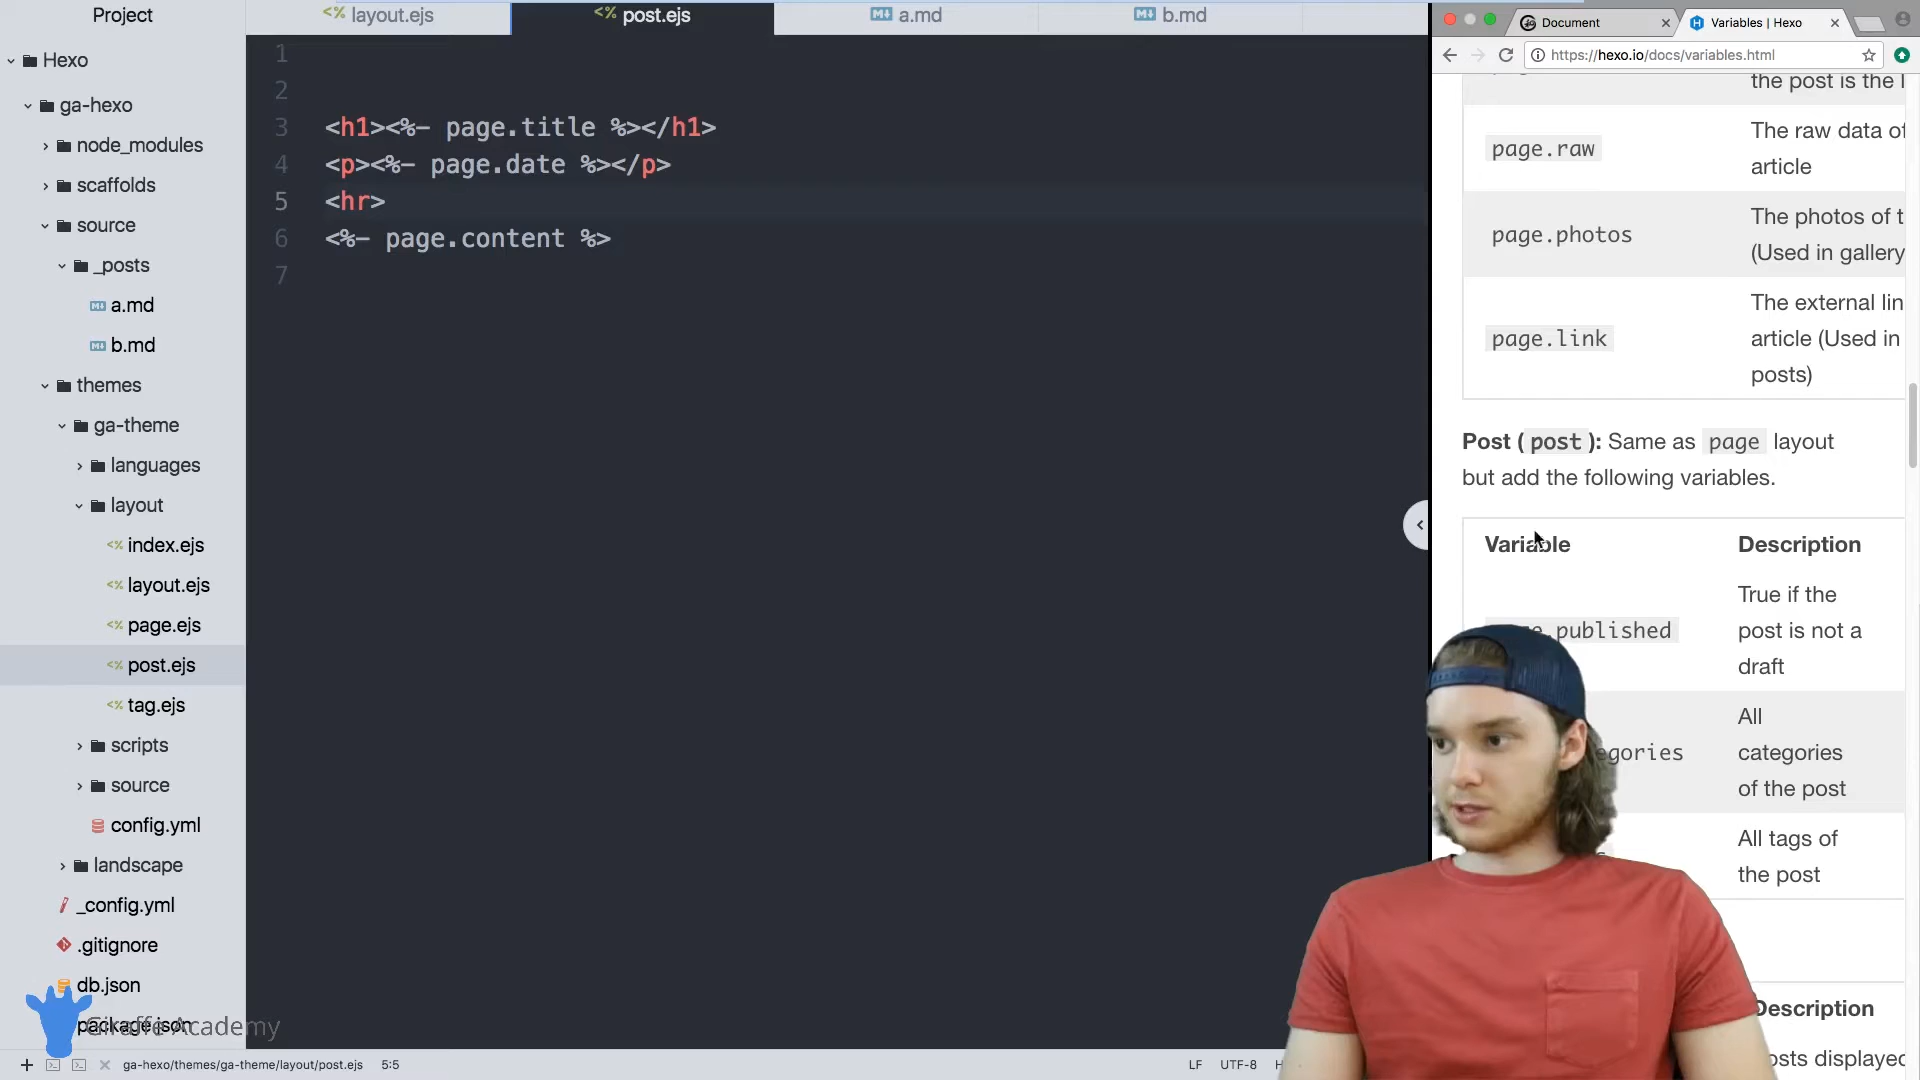 Project
Hexo
ga-hexo
node_modules
scaffolds
source
_posts
a.md
b.md
themes
ga-theme
languages
layout
index.ejs
layout.ejs
page.ejs
post.ejs
tag.ejs
scripts
source
config.yml
landscape
_config.yml
.gitignore
db.json
package.json
Giraffe Academy
layout.ejs
post.ejs
a.md
b.md
1
2
3 <h1><%- page.title %></h1>
4 <p><%- page.date %></p>
5 <hr>
6 <%- page.content %>
7
ga-hexo/themes/ga-theme/layout/post.ejs 5:5
LF UTF-8
Document
Variables | Hexo
https://hexo.io/docs/variables.html
the post is the
page.raw
The raw data of
article
page.photos
The photos of t
(Used in gallery
page.link
The external lin
article (Used in
posts)
Post ( post ): Same as page layout
but add the following variables.
Variable Description
.published
True if the
post is not a
draft
egories
All
categories
of the post
All tags of
the post
Description
osts displayed